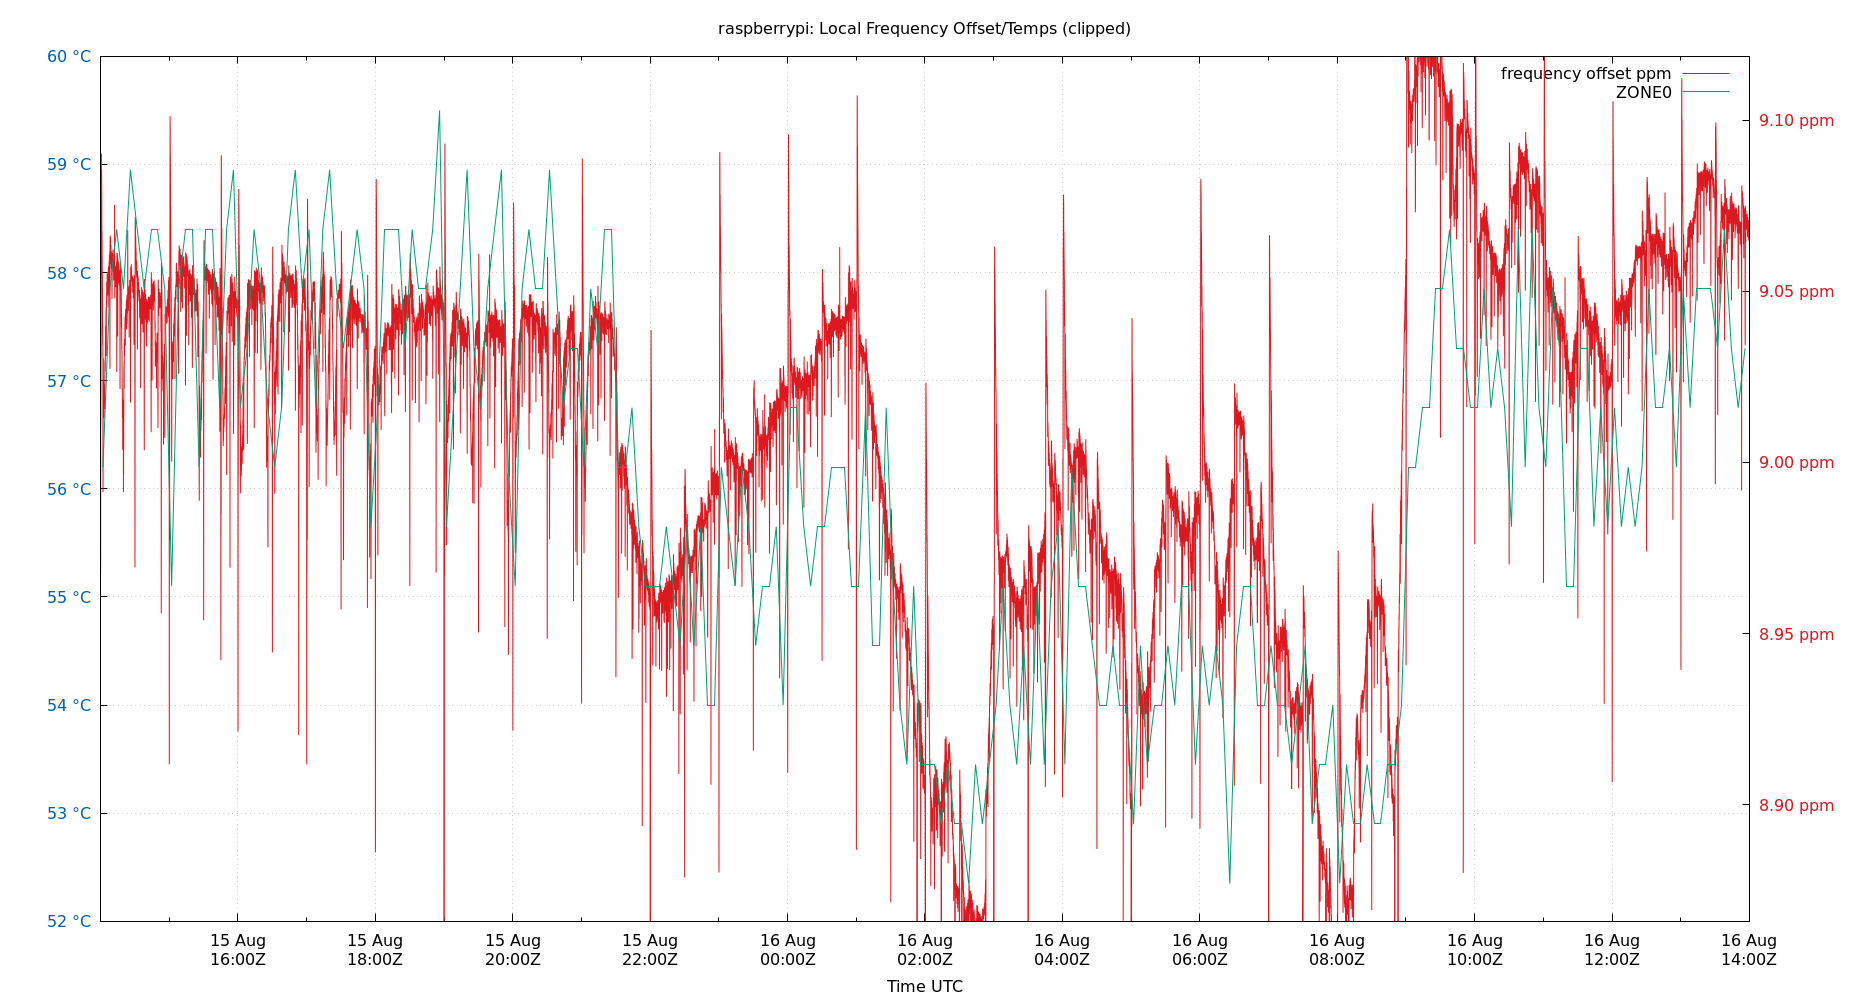 raspberrypi: Local Frequency Offset/Temps (clipped)
60 °C
59 °C
58 °C
57 °C
56 °C
55 °C
54 °C
53 °C
52 °C
frequency offset ppm
ZONE0
9.10 ppm
9.05 ppm
9.00 ppm
8.95 ppm
8.90 ppm
15 Aug 15 Aug 15 Aug 15 Aug 16 Aug 16 Aug 16 Aug 16 Aug 16 Aug 16 Aug 16 Aug 16 Aug
16:00Z 18:00Z 20:00Z 22:00Z 00:00Z 02:00Z 04:00Z 06:00Z 08:00Z 10:00Z 12:00Z 14:00Z
Time UTC